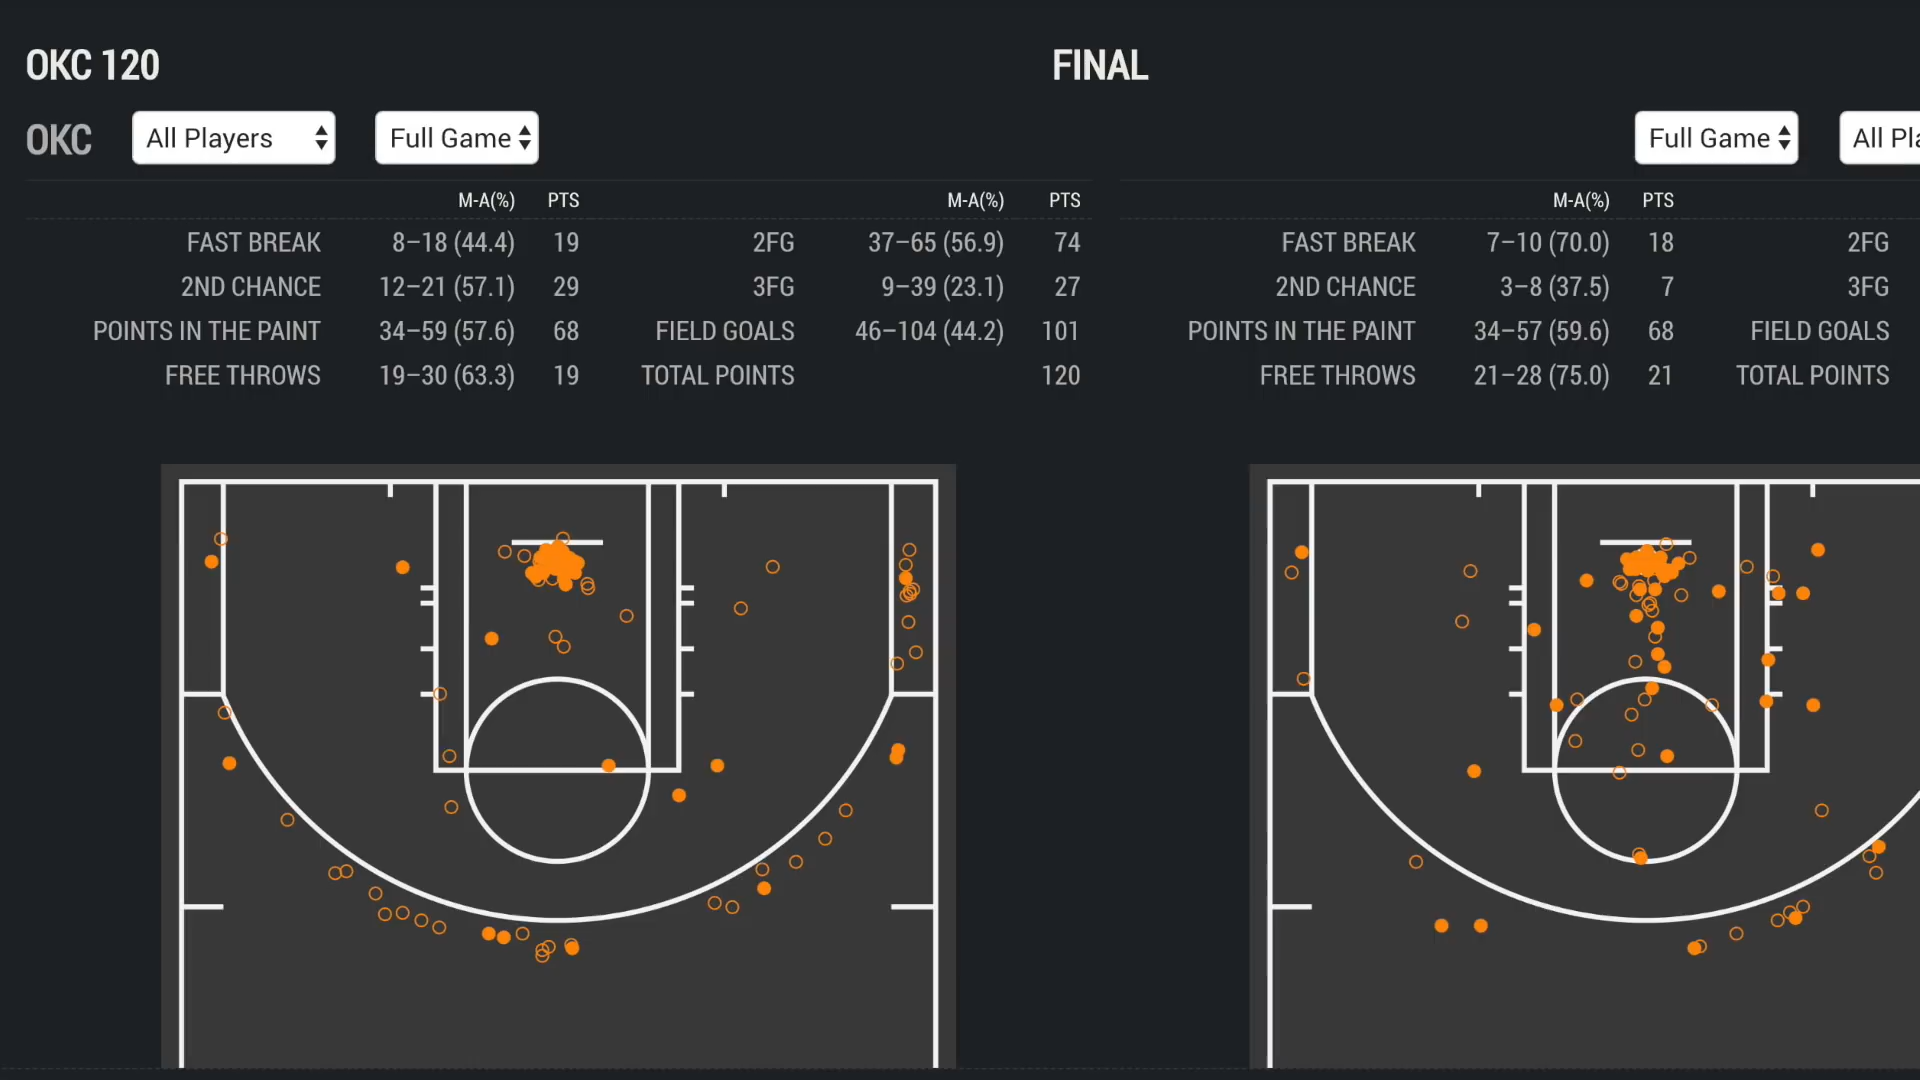 OKC 120 FINAL
OKC All Players Full Game Full Game
M-A(%) PTS M-A(%) PTS M-A(%) PTS
FAST BREAK 8–18 (44.4) 19 2FG 37–65 (56.9) 74 FAST BREAK 7–10 (70.0) 18 2FG
2ND CHANCE 12–21 (57.1) 29 3FG 9–39 (23.1) 27 2ND CHANCE 3–8 (37.5) 7 3FG
POINTS IN THE PAINT 34–59 (57.6) 68 FIELD GOALS 46–104 (44.2) 101 POINTS IN THE PAINT 34–57 (59.6) 68 FIELD GOALS
FREE THROWS 19–30 (63.3) 19 TOTAL POINTS 120 FREE THROWS 21–28 (75.0) 21 TOTAL POINTS